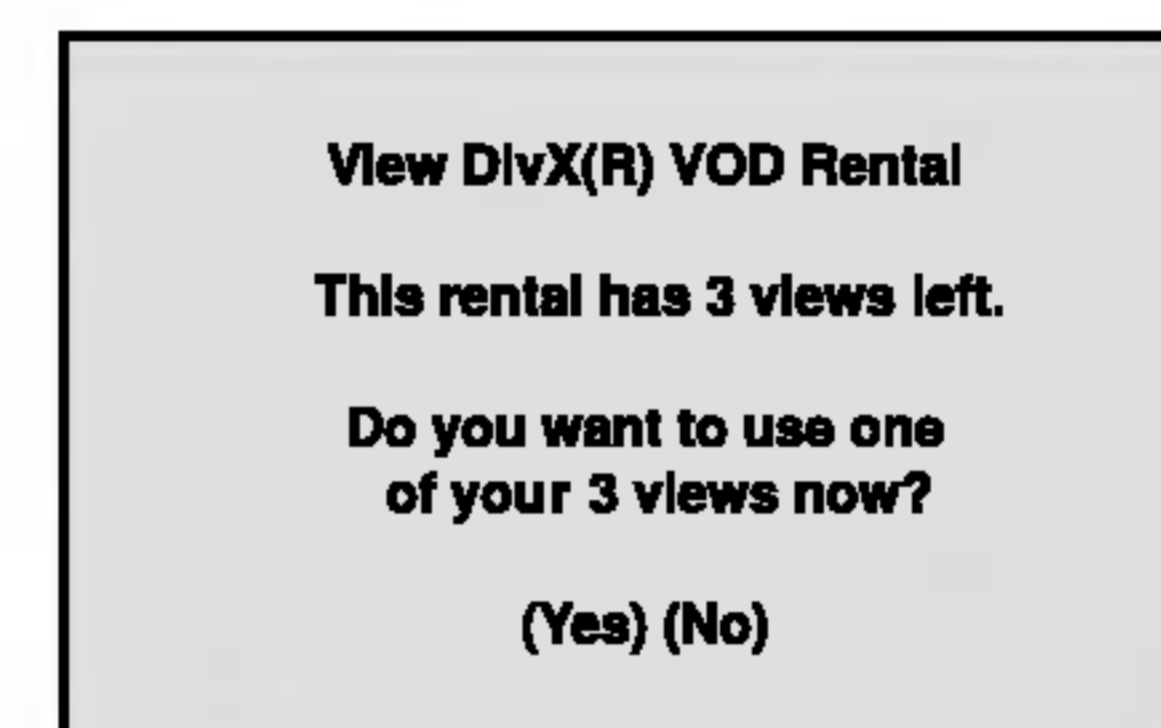 View DivX(R) VOD Rental
This rental has 3 views left.
Do you want to use one
of your 3 views now?
(Yes) (No)